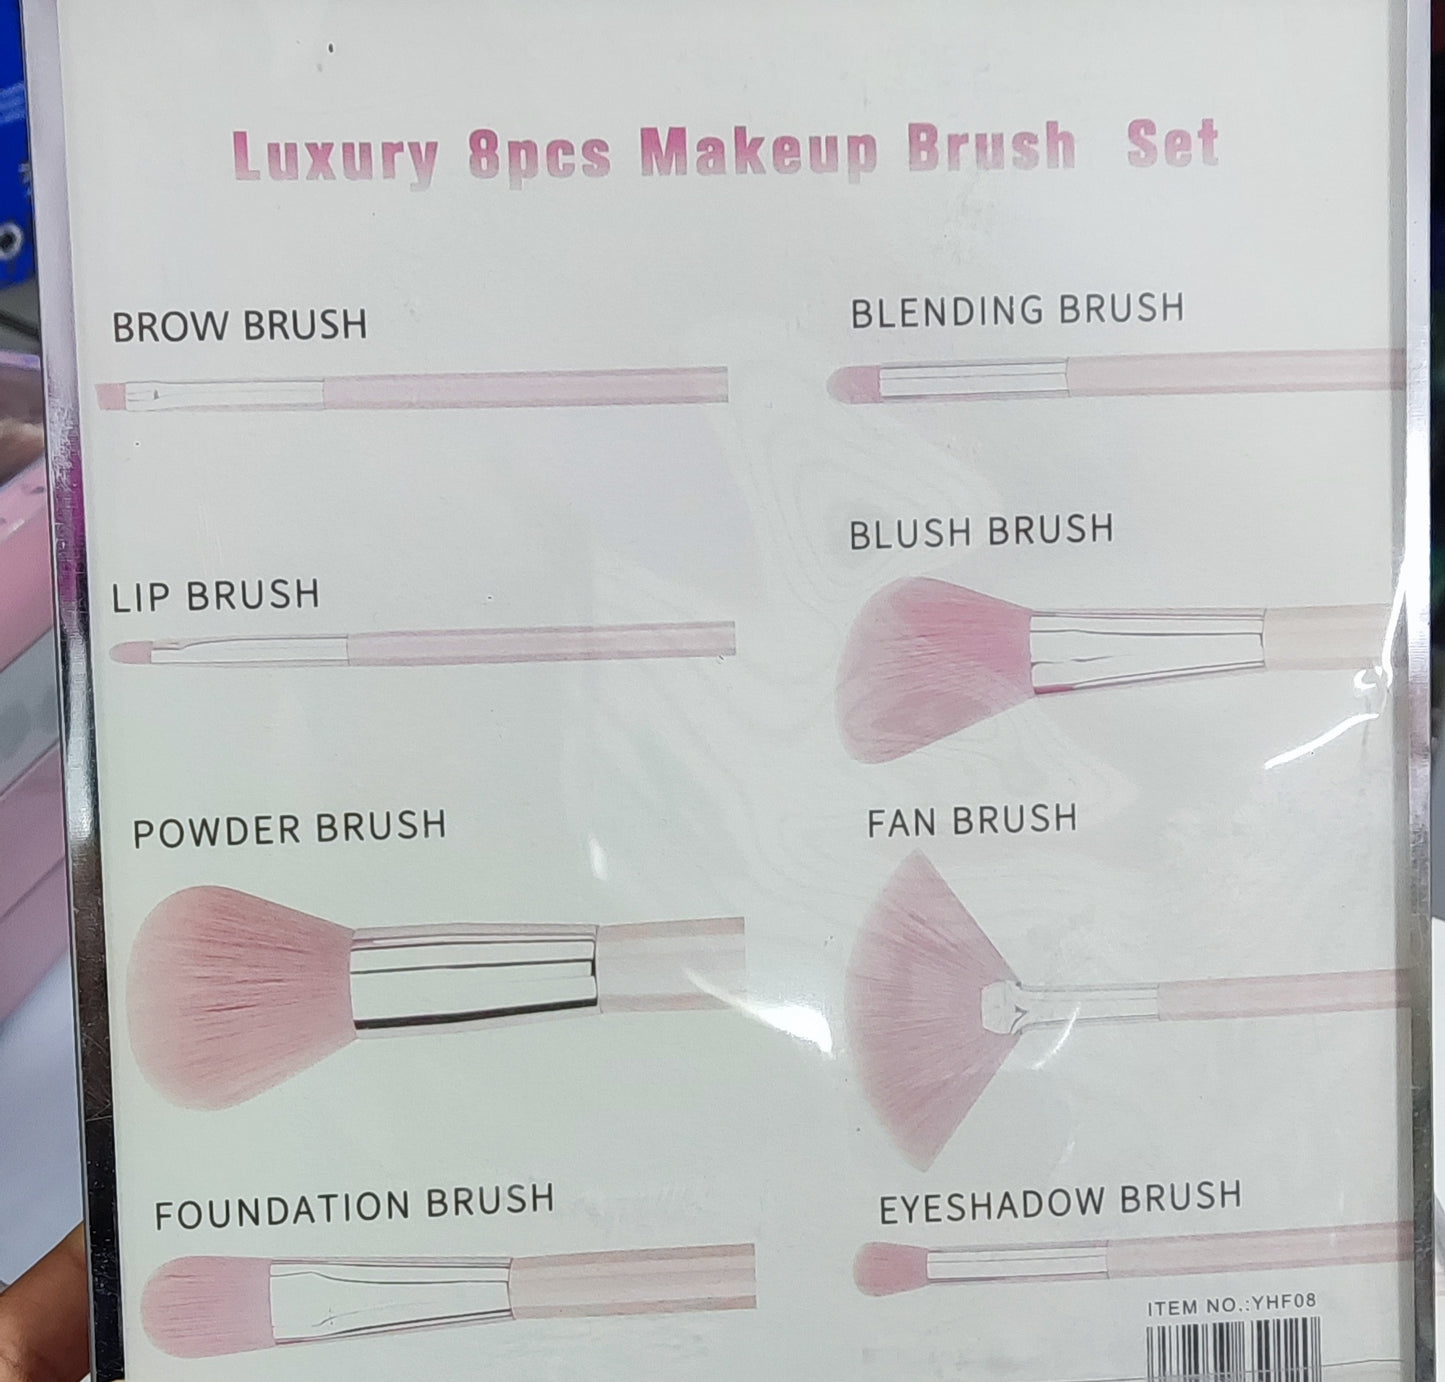 Luxury 8pcs Makeup Brush Set
BROW BRUSH
BLENDING BRUSH
LIP BRUSH
BLUSH BRUSH
POWDER BRUSH
FAN BRUSH
FOUNDATION BRUSH
EYESHADOW BRUSH
ITEM NO.:YHF08